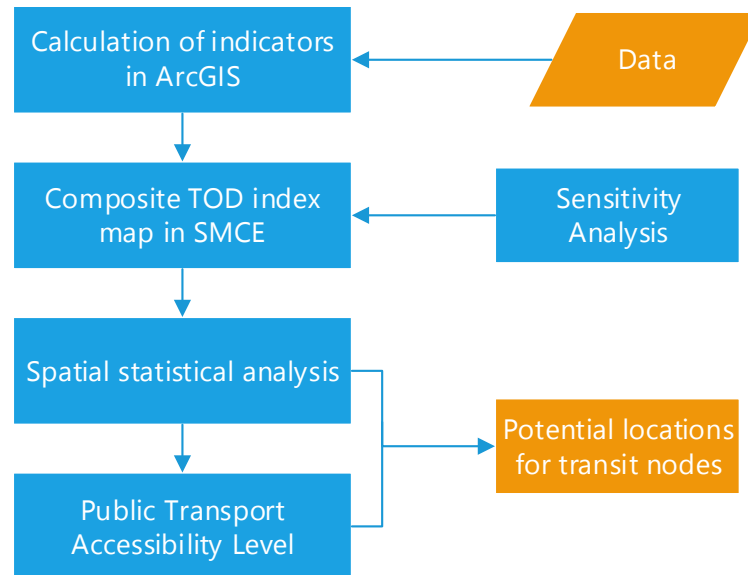 Calculation of indicators
in ArcGIS
Data
Composite TOD index
map in SMCE
Sensitivity
Analysis
Spatial statistical analysis
Potential locations
for transit nodes
Public Transport
Accessibility Level